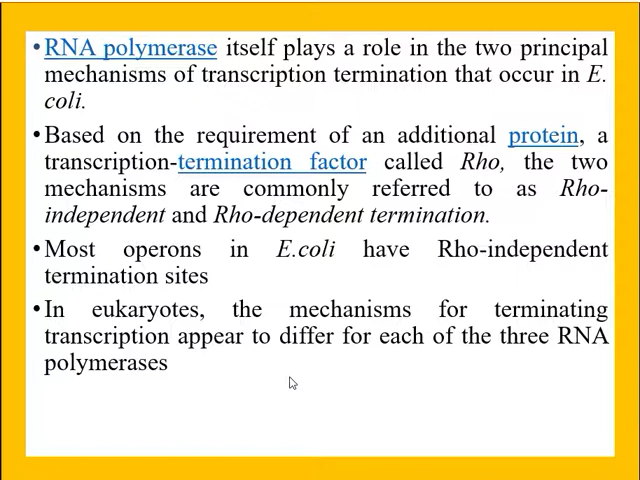 •RNA polymerase itself plays a role in the two principal
mechanisms of transcription termination that occur in E.
coli.
•Based on the requirement of an additional protein, a
transcription-termination factor called Rho, the two
mechanisms are commonly referred to as Rho-
independent and Rho-dependent termination.
•Most operons in E.coli have Rho-independent
termination sites
•In eukaryotes, the mechanisms for terminating
transcription appear to differ for each of the three RNA
polymerases